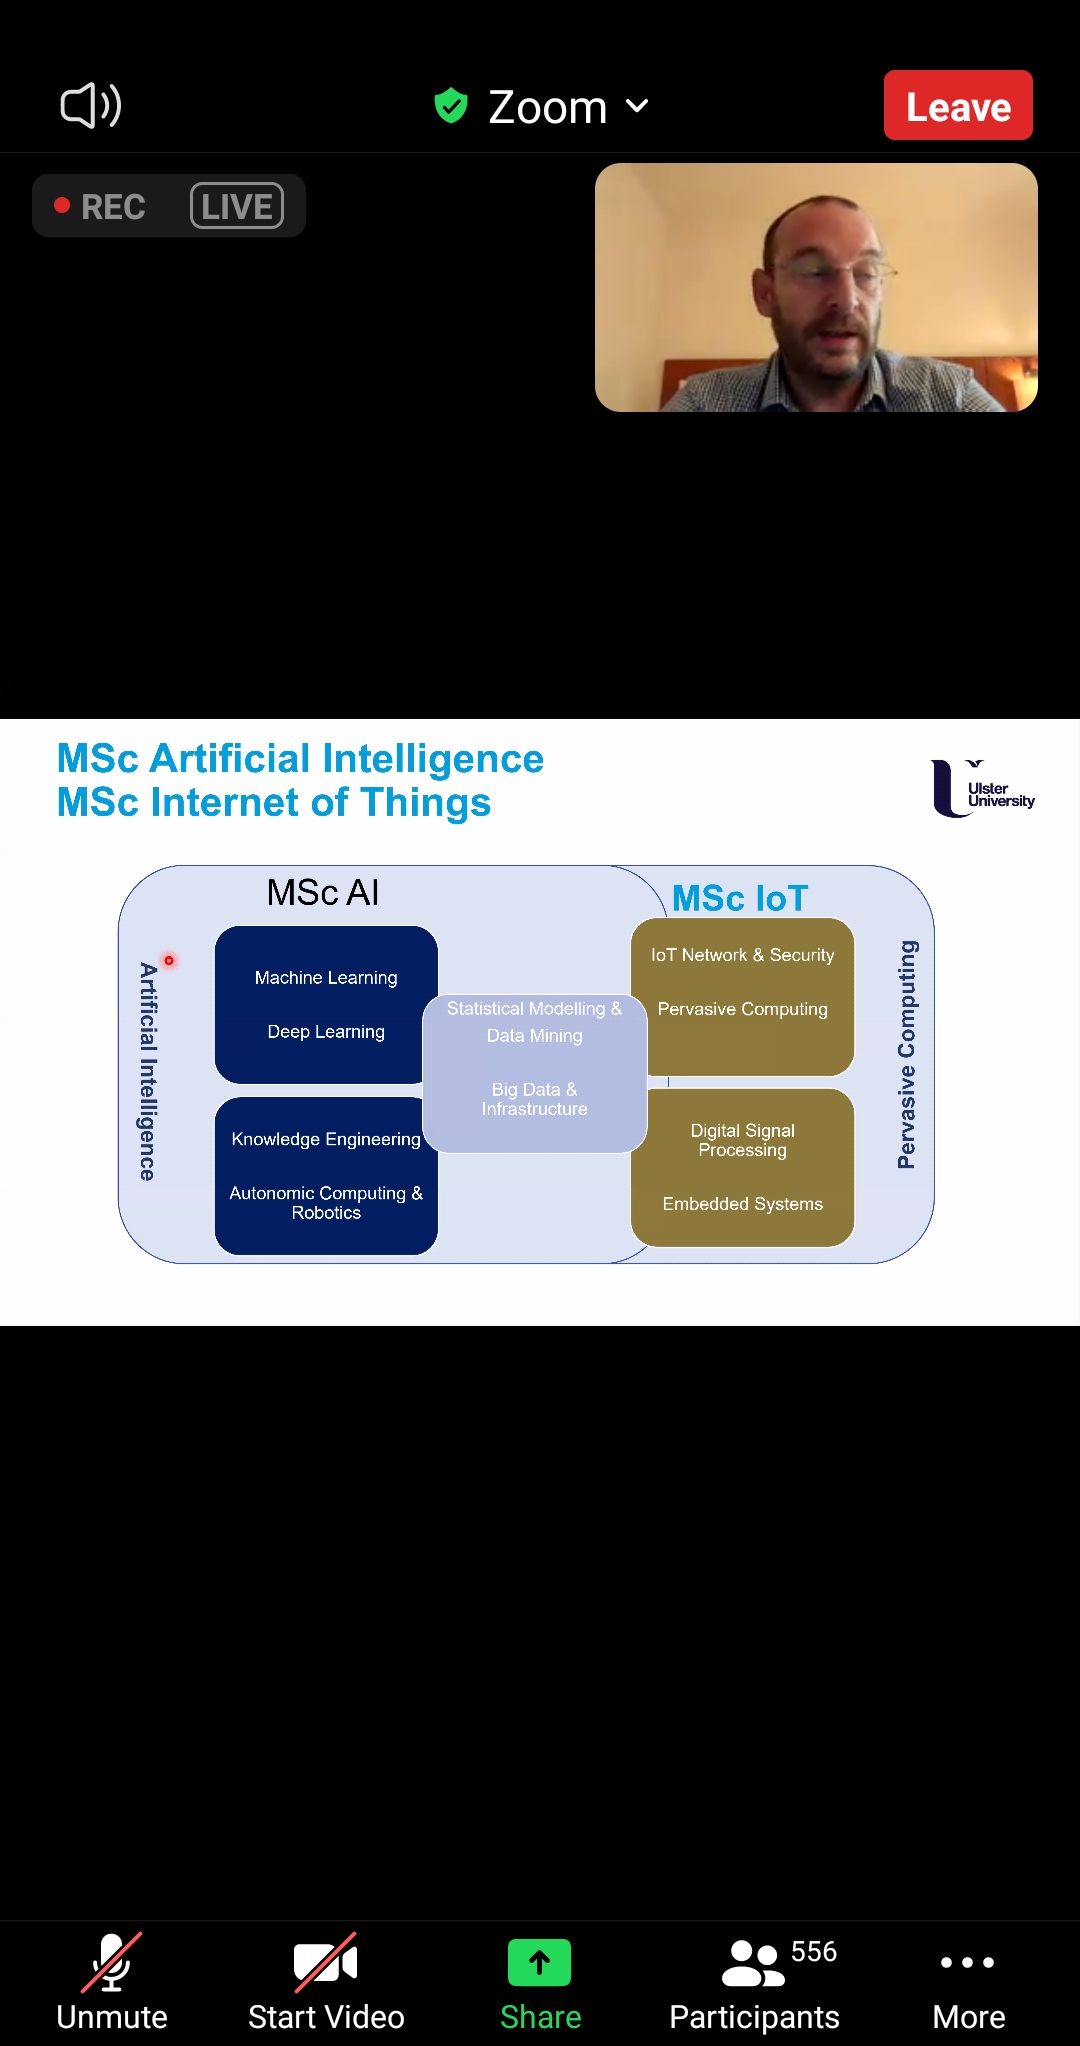 Zoom
Leave
REC
LIVE
MSc Artificial Intelligence
MSc Internet of Things
Ulster
University
MSc AI
MSc IoT
Artificial Intelligence
Machine Learning
Deep Learning
Knowledge Engineering
Autonomic Computing &
Robotics
Statistical Modelling &
Data Mining
Big Data &
Infrastructure
IoT Network & Security
Pervasive Computing
Digital Signal
Processing
Embedded Systems
Pervasive Computing
Unmute
Start Video
Share
556
Participants
More